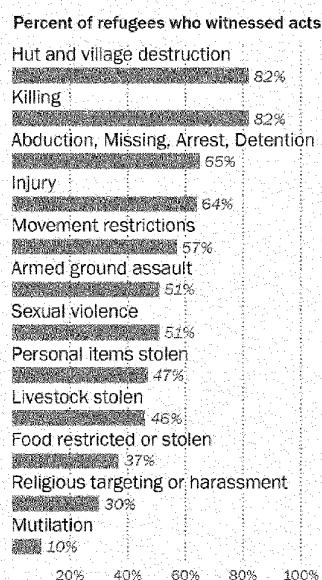 Percent of refugees who witnessed acts
Hut and village destruction
82%
Killing
82%
Abduction, Missing, Arrest, Detention
65%
Injury
64%
Movement restrictions
57%
Armed ground assault
51%
Sexual violence
51%
Personal items stolen
47%
Livestock stolen
46%
Food restricted or stolen
37%
Religious targeting or harassment
30%
Mutilation
10%
20% 40% 60% 80% 100%